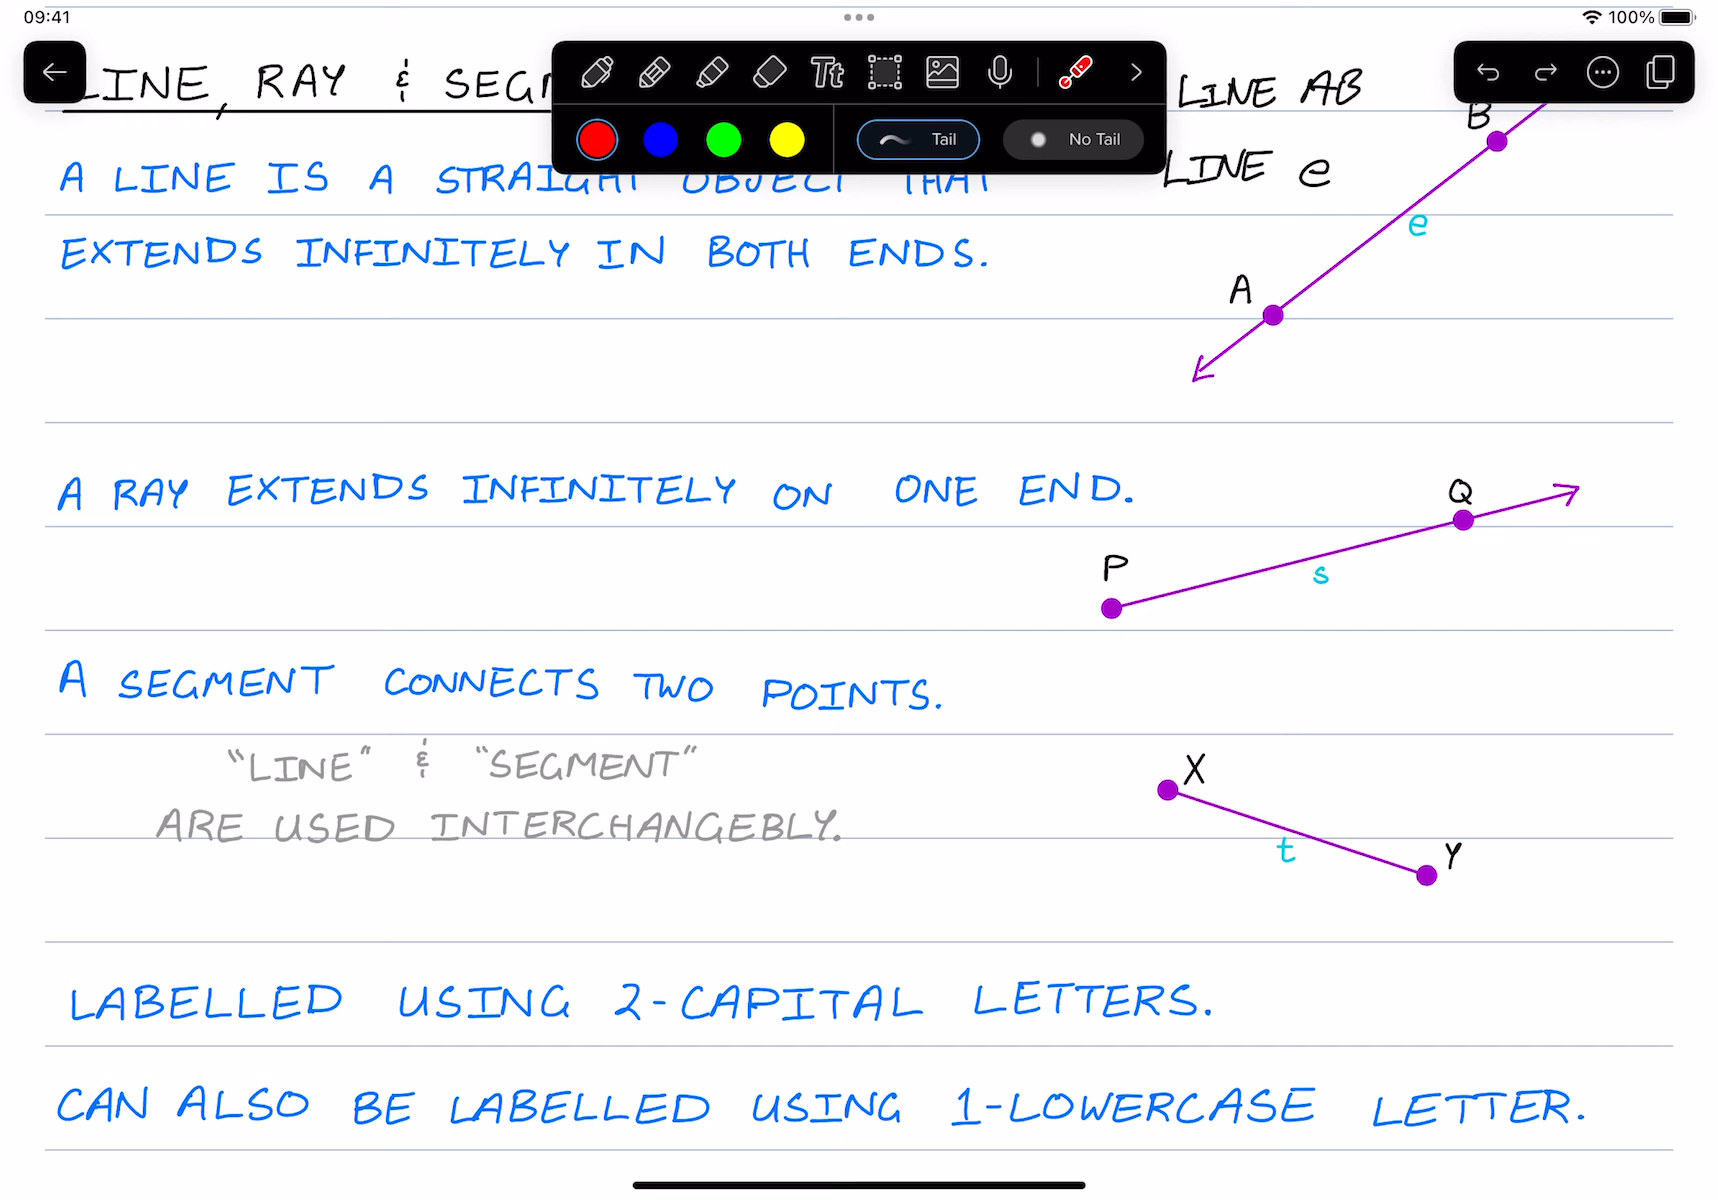 09:41
100%
LINE, RAY & SEGM
LINE AB
Tail
No Tail
A LINE IS A STRAIGHT OBJECT THAT
LINE e
EXTENDS INFINITELY IN BOTH ENDS.
B
e
A
A RAY EXTENDS INFINITELY ON ONE END.
Q
P
s
A SEGMENT CONNECTS TWO POINTS.
"LINE" & "SEGMENT"
X
ARE USED INTERCHANGEBLY.
t
Y
LABELLED USING 2-CAPITAL LETTERS.
CAN ALSO BE LABELLED USING 1-LOWERCASE LETTER.